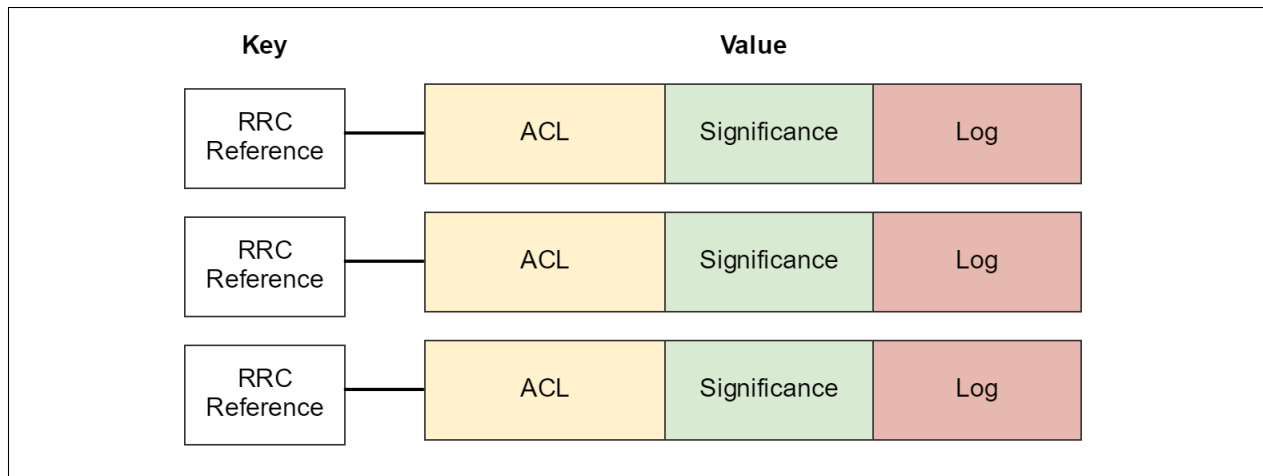 Key
Value
RRC
Reference
ACL
Significance
Log
RRC
Reference
ACL
Significance
Log
RRC
Reference
ACL
Significance
Log